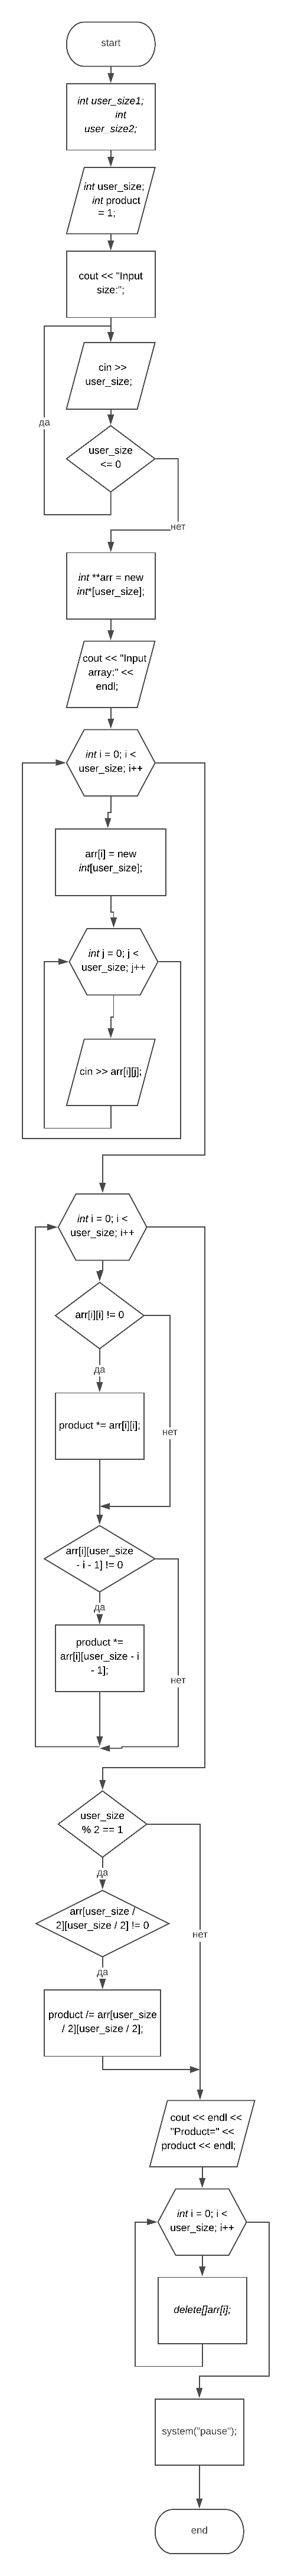 start
int user_size1;
int
user_size2;
int user_size;
int product
= 1;
cout << "Input
size:";
cin >>
user_size;
да
user_size
<= 0
нет
int **arr = new
int*[user_size];
cout << "Input
array:" <<
endl;
int i = 0; i <
user_size; i++
arr[i] = new
int[user_size];
int j = 0; j <
user_size; j++
cin >> arr[i][j];
int i = 0; i <
user_size; i++
arr[i][i] != 0
да
product *= arr[i][i];
нет
arr[i][user_size
- i - 1] != 0
да
product *=
arr[i][user_size - i
- 1];
нет
user_size
% 2 == 1
да
arr[user_size /
2][user_size / 2] != 0
нет
да
product /= arr[user_size
/ 2][user_size / 2];
cout << endl <<
"Product=" <<
product << endl;
int i = 0; i <
user_size; i++
delete[]arr[i];
system("pause");
end